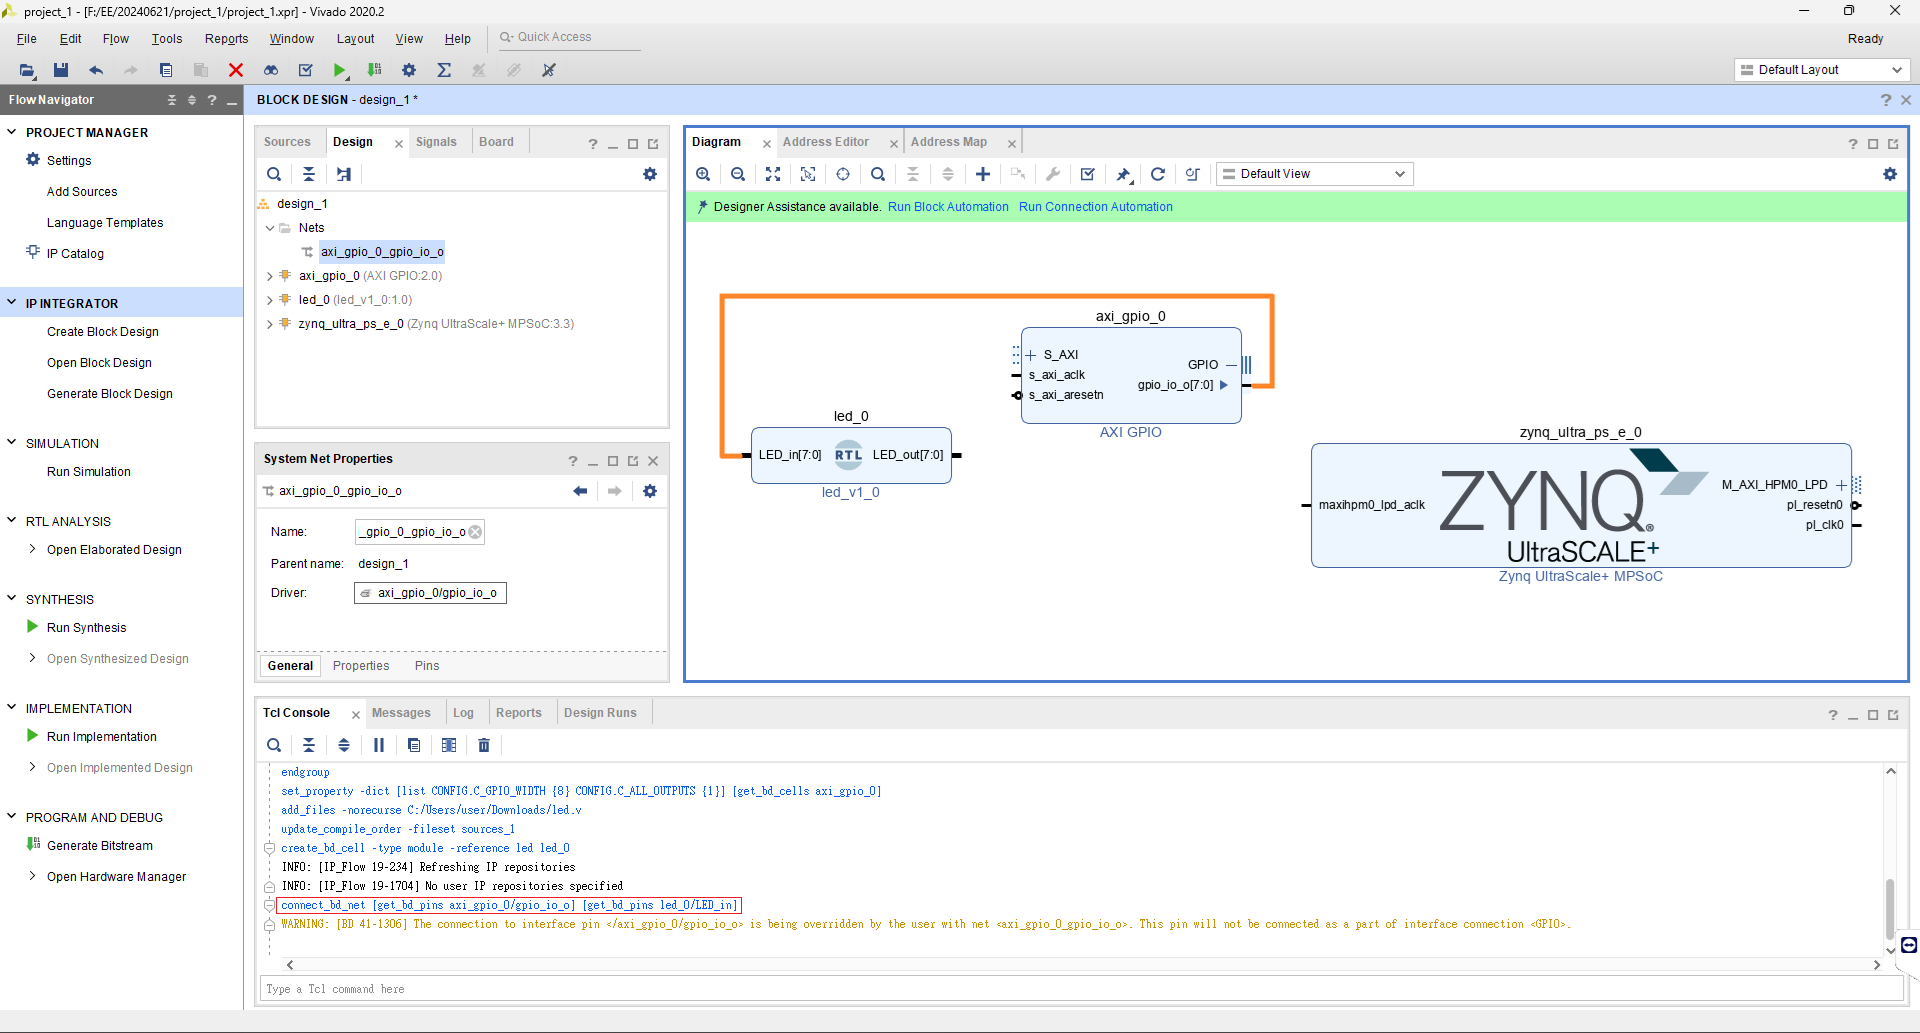 project_1 - [F:/EE/20240621/project_1/project_1.xpr] - Vivado 2020.2
File Edit Flow Tools Reports Window Layout View Help Quick Access Ready
Default Layout
Flow Navigator
PROJECT MANAGER
Settings
Add Sources
Language Templates
IP Catalog
IP INTEGRATOR
Create Block Design
Open Block Design
Generate Block Design
SIMULATION
Run Simulation
RTL ANALYSIS
Open Elaborated Design
SYNTHESIS
Run Synthesis
Open Synthesized Design
IMPLEMENTATION
Run Implementation
Open Implemented Design
PROGRAM AND DEBUG
Generate Bitstream
Open Hardware Manager
BLOCK DESIGN - design_1 *
Sources Design Signals Board
design_1
Nets
axi_gpio_0_gpio_io_o
axi_gpio_0 (AXI GPIO:2.0)
led_0 (led_v1_0:1.0)
zynq_ultra_ps_e_0 (Zynq UltraScale+ MPSoC:3.3)
System Net Properties
axi_gpio_0_gpio_io_o
Name: _gpio_0_gpio_io_o
Parent name: design_1
Driver: axi_gpio_0/gpio_io_o
General Properties Pins
Diagram Address Editor Address Map
Default View
Designer Assistance available. Run Block Automation Run Connection Automation
axi_gpio_0
S_AXI
s_axi_aclk
s_axi_aresetn
GPIO
gpio_io_o[7:0]
AXI GPIO
led_0
LED_in[7:0] RTL LED_out[7:0]
led_v1_0
zynq_ultra_ps_e_0
maxihpm0_lpd_aclk
ZYNQ®
UltraSCALE+
M_AXI_HPM0_LPD
pl_resetn0
pl_clk0
Zynq UltraScale+ MPSoC
Tcl Console Messages Log Reports Design Runs
endgroup
set_property -dict [list CONFIG.C_GPIO_WIDTH {8} CONFIG.C_ALL_OUTPUTS {1}] [get_bd_cells axi_gpio_0]
add_files -norecurse C:/Users/user/Downloads/led.v
update_compile_order -fileset sources_1
create_bd_cell -type module -reference led led_0
INFO: [IP_Flow 19-234] Refreshing IP repositories
INFO: [IP_Flow 19-1704] No user IP repositories specified
connect_bd_net [get_bd_pins axi_gpio_0/gpio_io_o] [get_bd_pins led_0/LED_in]
WARNING: [BD 41-1306] The connection to interface pin </axi_gpio_0/gpio_io_o> is being overridden by the user with net <axi_gpio_0_gpio_io_o>. This pin will not be connected as a part of interface connection <GPIO>.
Type a Tcl command here